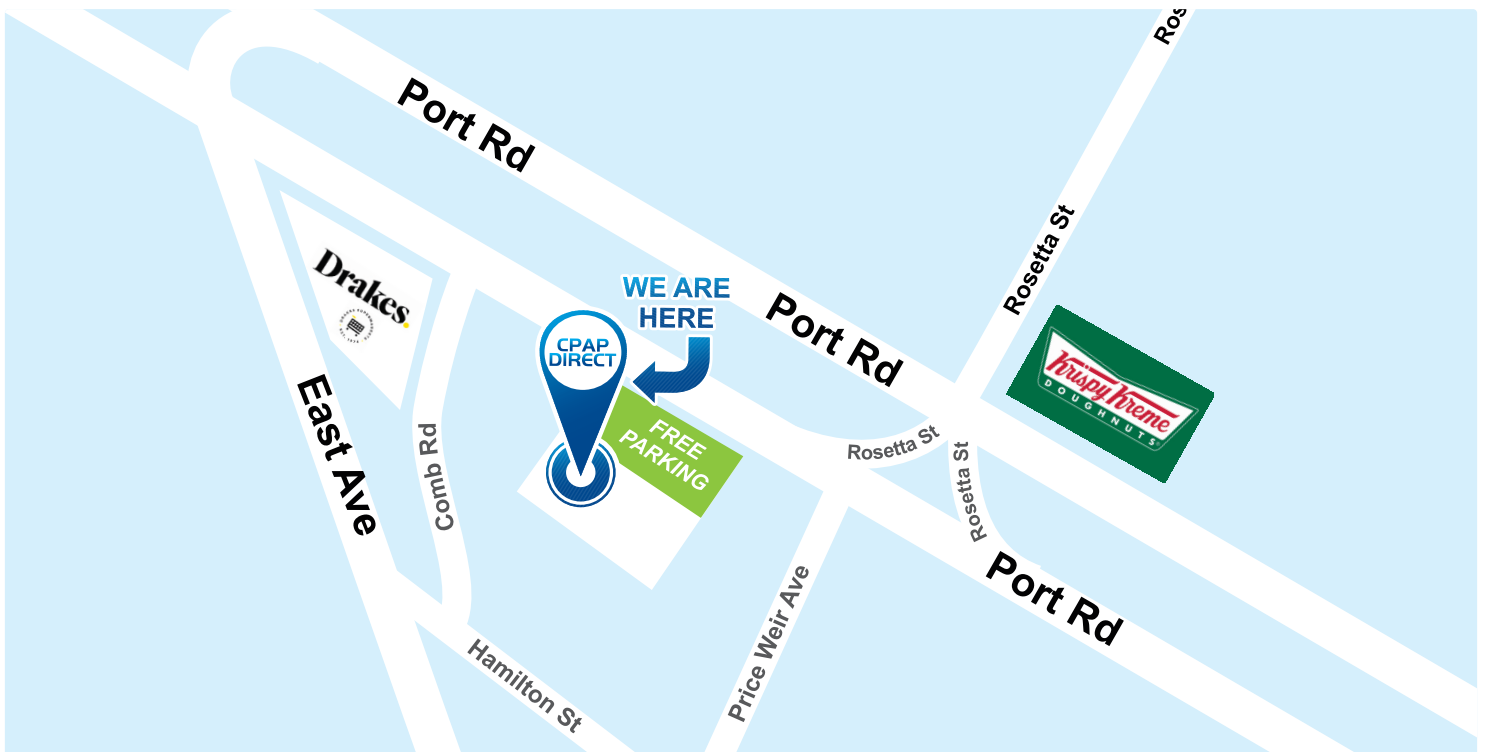 Ros
Port Rd
Rosetta St
Drakes.
WE ARE
HERE
CPAP
DIRECT
Port Rd
Krispy Kreme
DOUGHNUTS
FREE
PARKING
East Ave
Comb Rd
Rosetta St
Rosetta St
Port Rd
Price Weir Ave
Hamilton St